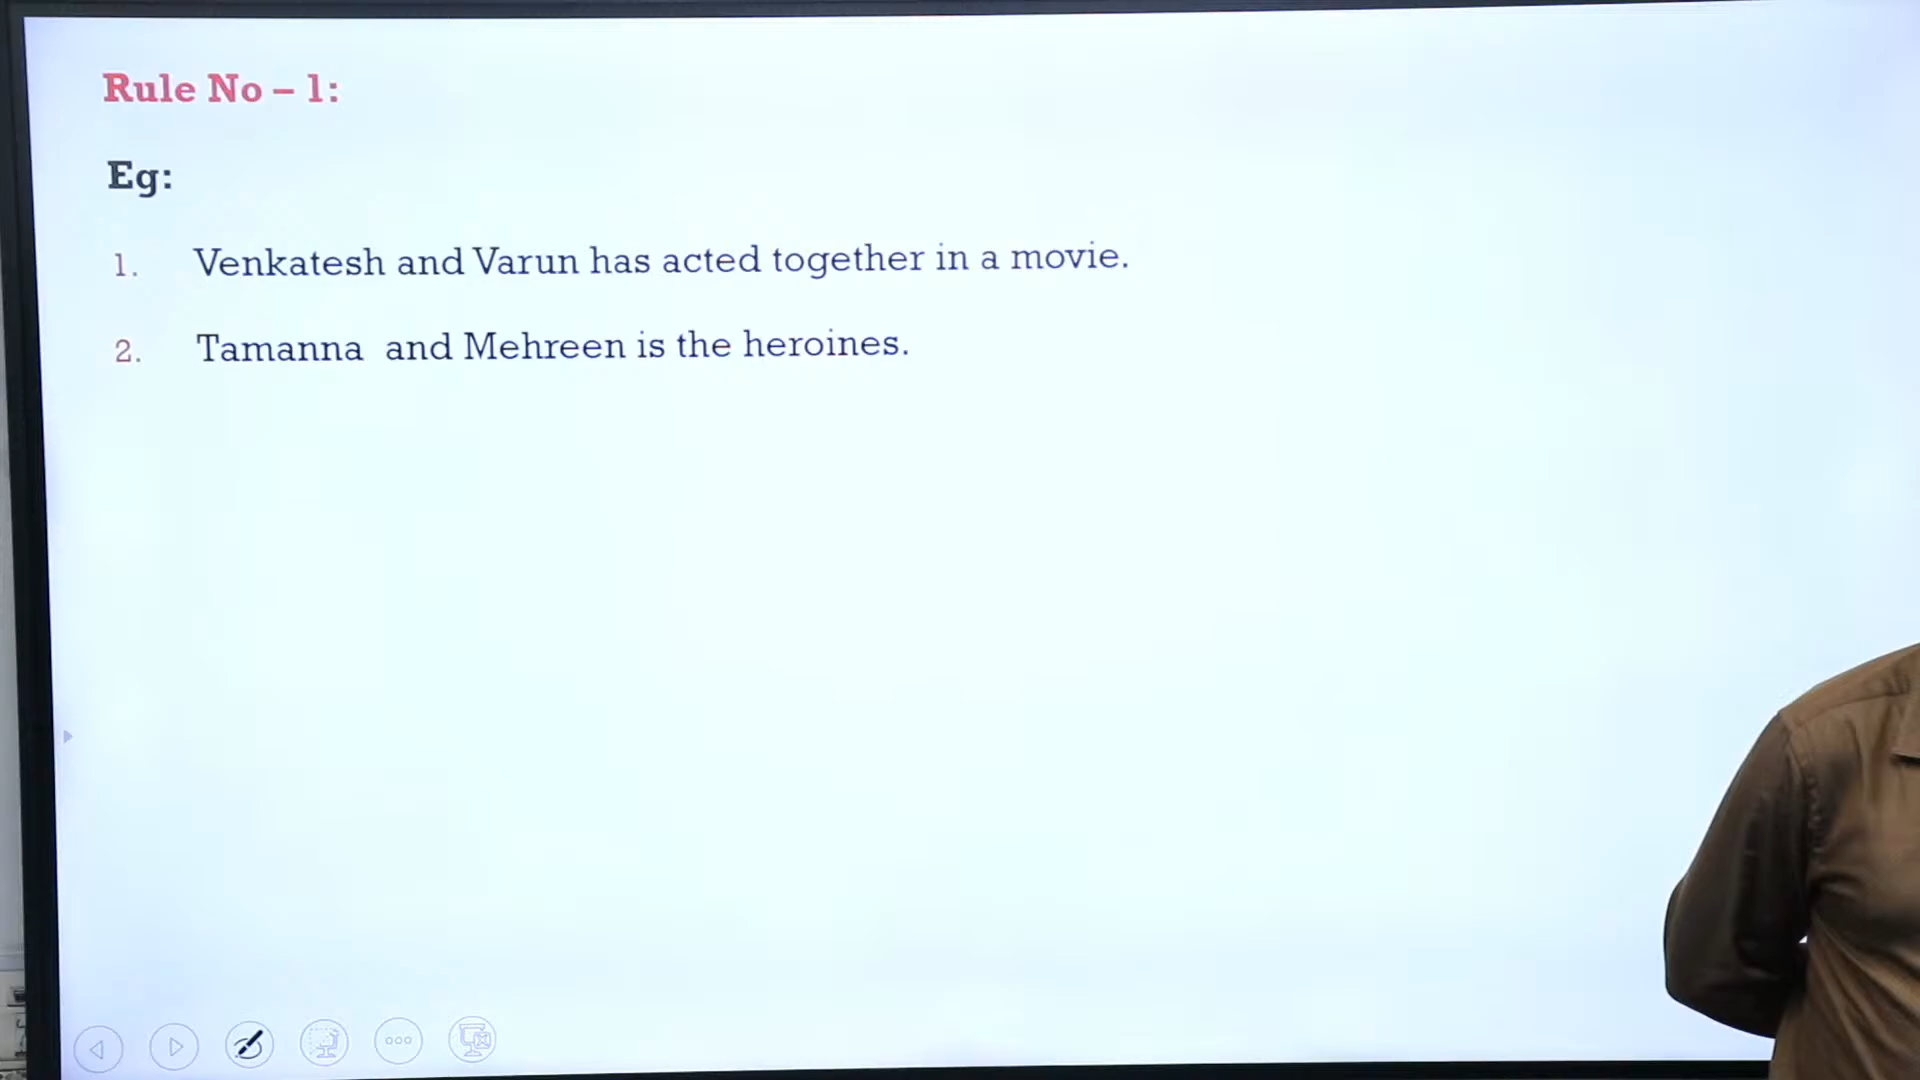 Rule No – 1:
Eg:
1. Venkatesh and Varun has acted together in a movie.
2. Tamanna and Mehreen is the heroines.